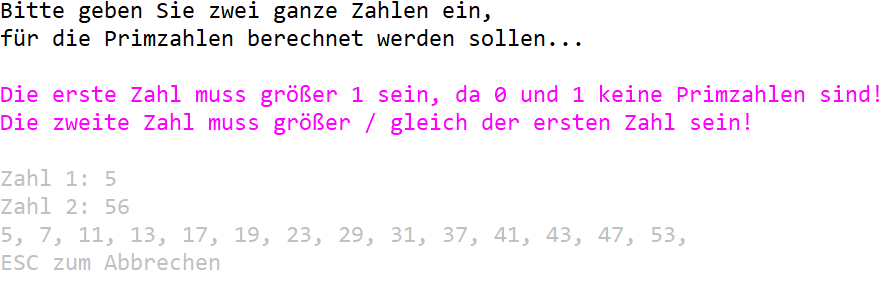 Bitte geben Sie zwei ganze Zahlen ein,
für die Primzahlen berechnet werden sollen...
Die erste Zahl muss größer 1 sein, da 0 und 1 keine Primzahlen sind!
Die zweite Zahl muss größer / gleich der ersten Zahl sein!
Zahl 1: 5
Zahl 2: 56
5, 7, 11, 13, 17, 19, 23, 29, 31, 37, 41, 43, 47, 53,
ESC zum Abbrechen